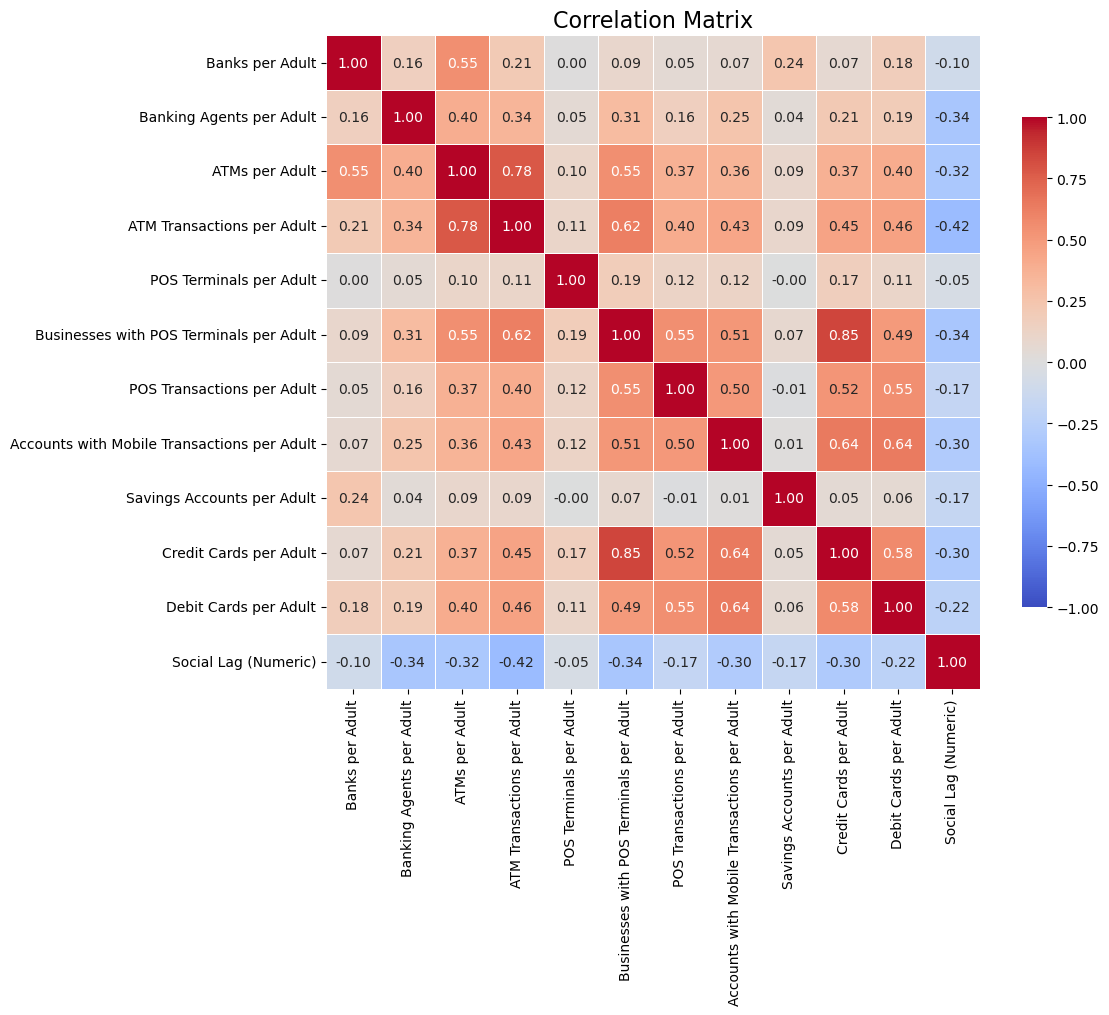 Correlation Matrix
Banks per Adult 1.00 0.16 0.55 0.21 0.00 0.09 0.05 0.07 0.24 0.07 0.18 -0.10
Banking Agents per Adult 0.16 1.00 0.40 0.34 0.05 0.31 0.16 0.25 0.04 0.21 0.19 -0.34
ATMs per Adult 0.55 0.40 1.00 0.78 0.10 0.55 0.37 0.36 0.09 0.37 0.40 -0.32
ATM Transactions per Adult 0.21 0.34 0.78 1.00 0.11 0.62 0.40 0.43 0.09 0.45 0.46 -0.42
POS Terminals per Adult 0.00 0.05 0.10 0.11 1.00 0.19 0.12 0.12 -0.00 0.17 0.11 -0.05
Businesses with POS Terminals per Adult 0.09 0.31 0.55 0.62 0.19 1.00 0.55 0.51 0.07 0.85 0.49 -0.34
POS Transactions per Adult 0.05 0.16 0.37 0.40 0.12 0.55 1.00 0.50 -0.01 0.52 0.55 -0.17
Accounts with Mobile Transactions per Adult 0.07 0.25 0.36 0.43 0.12 0.51 0.50 1.00 0.01 0.64 0.64 -0.30
Savings Accounts per Adult 0.24 0.04 0.09 0.09 -0.00 0.07 -0.01 0.01 1.00 0.05 0.06 -0.17
Credit Cards per Adult 0.07 0.21 0.37 0.45 0.17 0.85 0.52 0.64 0.05 1.00 0.58 -0.30
Debit Cards per Adult 0.18 0.19 0.40 0.46 0.11 0.49 0.55 0.64 0.06 0.58 1.00 -0.22
Social Lag (Numeric) -0.10 -0.34 -0.32 -0.42 -0.05 -0.34 -0.17 -0.30 -0.17 -0.30 -0.22 1.00
Banks per Adult
Banking Agents per Adult
ATMs per Adult
ATM Transactions per Adult
POS Terminals per Adult
Businesses with POS Terminals per Adult
POS Transactions per Adult
Accounts with Mobile Transactions per Adult
Savings Accounts per Adult
Credit Cards per Adult
Debit Cards per Adult
Social Lag (Numeric)
1.00
0.75
0.50
0.25
0.00
−0.25
−0.50
−0.75
−1.00